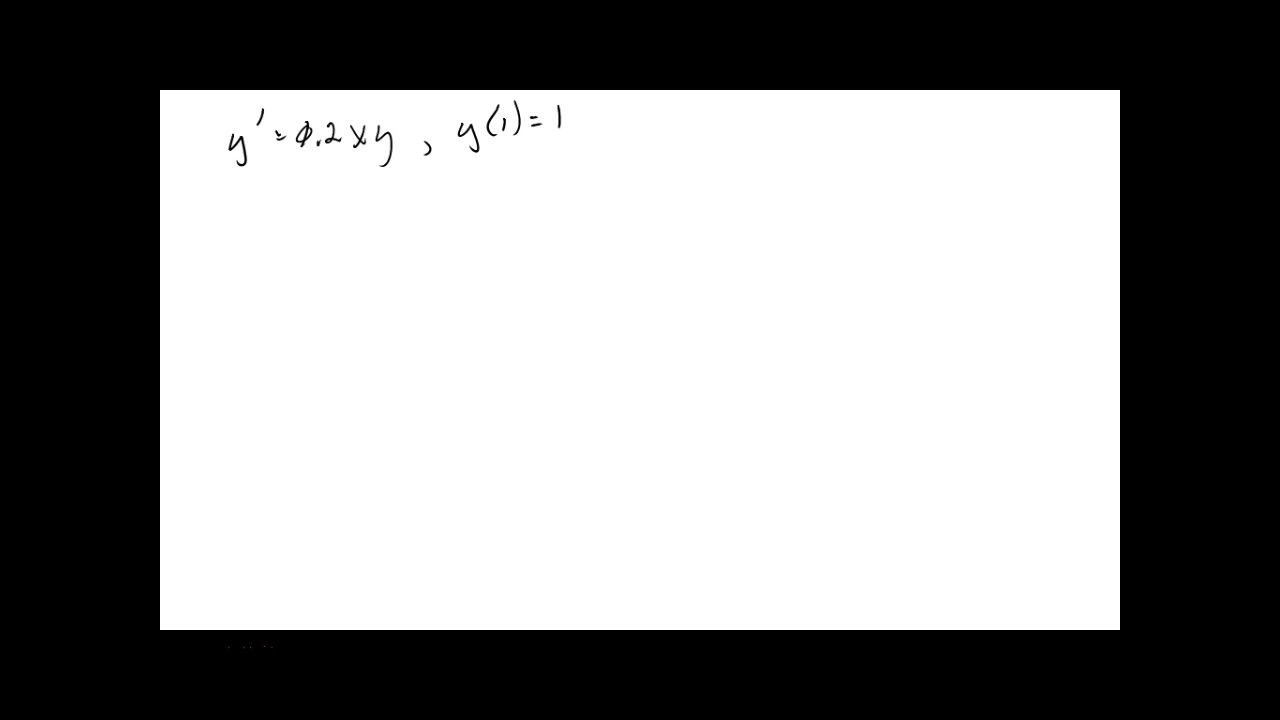 y' = 0.2xy , y(1) = 1